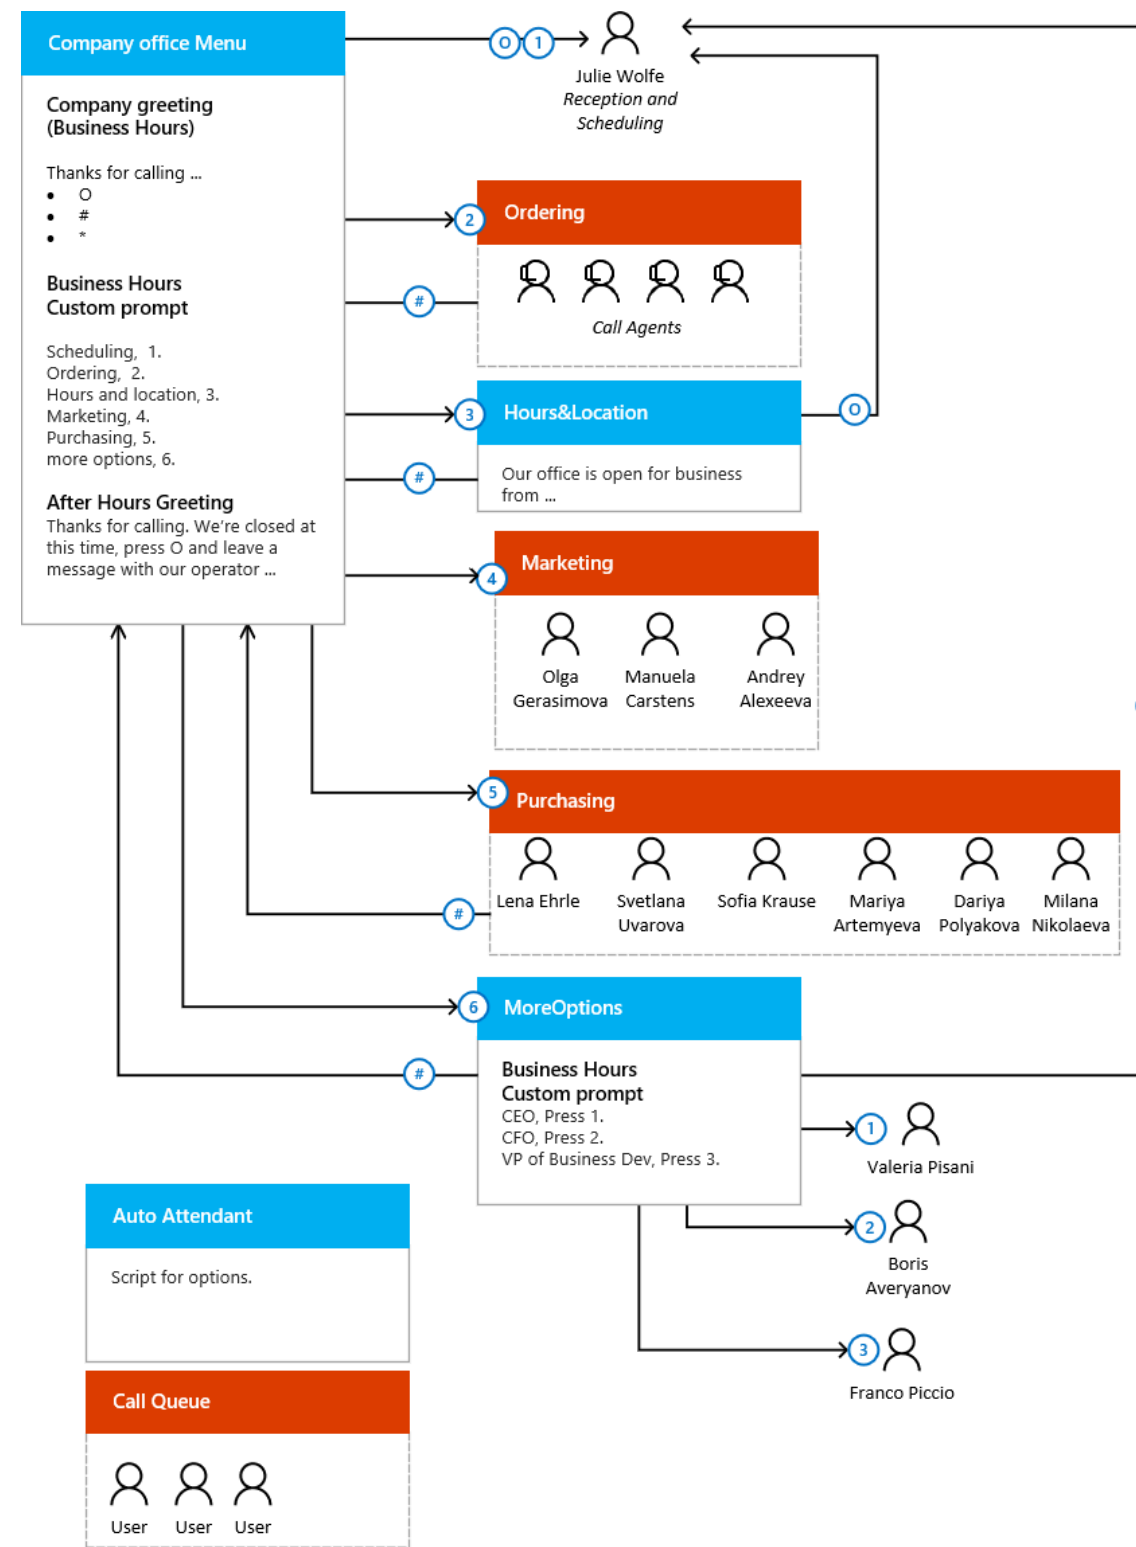 Company office Menu
Company greeting
(Business Hours)
Thanks for calling ...
• O
• #
• *
Business Hours
Custom prompt
Scheduling, 1.
Ordering, 2.
Hours and location, 3.
Marketing, 4.
Purchasing, 5.
more options, 6.
After Hours Greeting
Thanks for calling. We're closed at
this time, press O and leave a
message with our operator ...
O 1
Julie Wolfe
Reception and
Scheduling
2
Ordering
#
Call Agents
3
Hours&Location
O
#
Our office is open for business
from ...
4
Marketing
Olga
Gerasimova
Manuela
Carstens
Andrey
Alexeeva
5
Purchasing
#
Lena Ehrle
Svetlana
Uvarova
Sofia Krause
Mariya
Artemyeva
Dariya
Polyakova
Milana
Nikolaeva
6
MoreOptions
#
Business Hours
Custom prompt
CEO, Press 1.
CFO, Press 2.
VP of Business Dev, Press 3.
1
Valeria Pisani
2
Boris
Averyanov
3
Franco Piccio
Auto Attendant
Script for options.
Call Queue
User User User